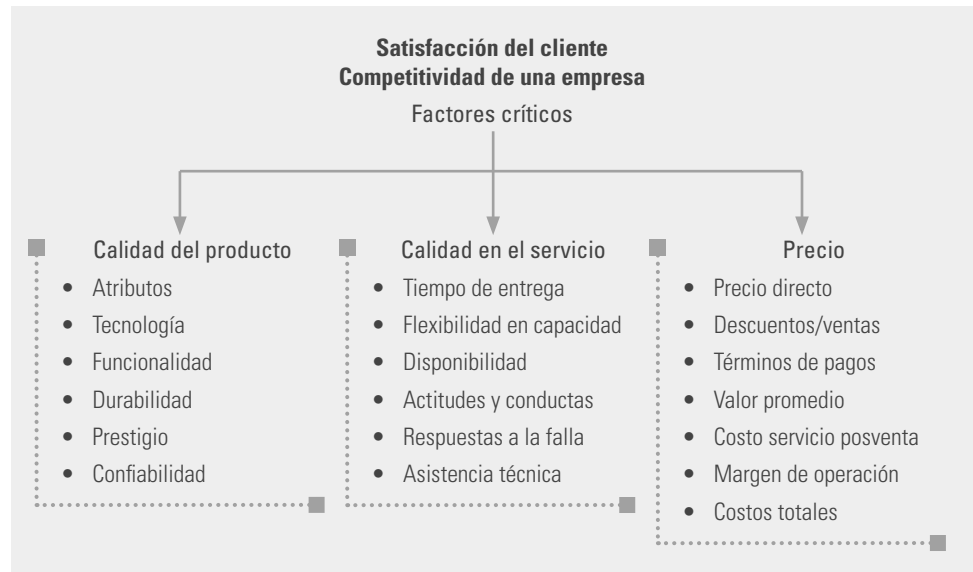 Satisfacción del cliente
Competitividad de una empresa
Factores críticos
Calidad del producto
• Atributos
• Tecnología
• Funcionalidad
• Durabilidad
• Prestigio
• Confiabilidad
Calidad en el servicio
• Tiempo de entrega
• Flexibilidad en capacidad
• Disponibilidad
• Actitudes y conductas
• Respuestas a la falla
• Asistencia técnica
Precio
• Precio directo
• Descuentos/ventas
• Términos de pagos
• Valor promedio
• Costo servicio posventa
• Margen de operación
• Costos totales